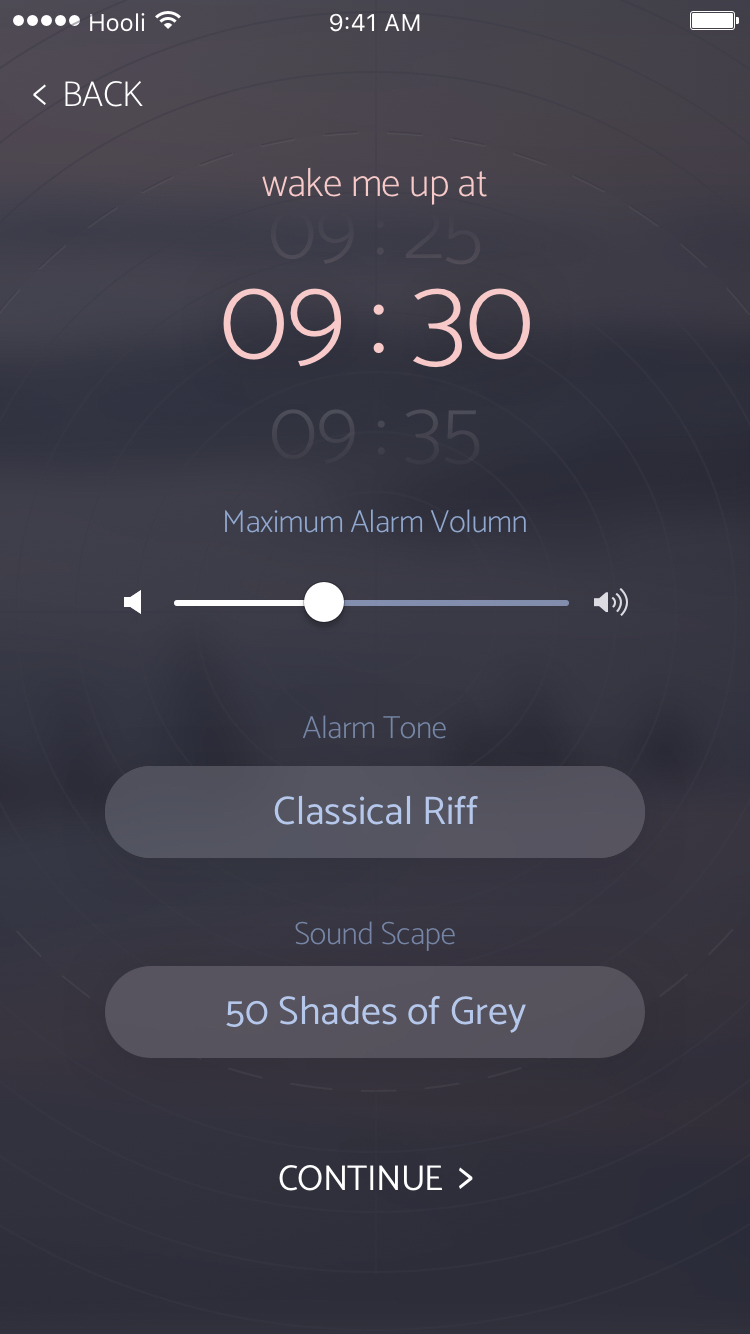 Hooli 9:41 AM
< BACK
wake me up at
09 : 25
09 : 30
09 : 35
Maximum Alarm Volumn
Alarm Tone
Classical Riff
Sound Scape
50 Shades of Grey
CONTINUE >